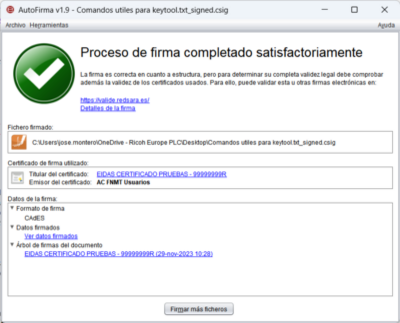 AutoFirma v1.9 - Comandos utiles para keytool.txt_signed.csig
Archivo Herramientas Ayuda
Proceso de firma completado satisfactoriamente
La firma es correcta en cuanto a estructura, pero para determinar su completa validez legal debe comprobar
además la validez de los certificados usados. Para ello, puede validar esta u otras firmas electrónicas en:
https://valide.redsara.es/
Detalles de la firma
Fichero firmado:
C:\Users\jose.montero\OneDrive - Ricoh Europe PLC\Desktop\Comandos utiles para keytool.txt_signed.csig
Certificado de firma utilizado:
Titular del certificado: EIDAS CERTIFICADO PRUEBAS - 99999999R
Emisor del certificado: AC FNMT Usuarios
Datos de la firma:
Formato de firma
CAdES
Datos firmados
Ver datos firmados
Árbol de firmas del documento
EIDAS CERTIFICADO PRUEBAS - 99999999R (29-nov-2023 10:28)
Firmar más ficheros